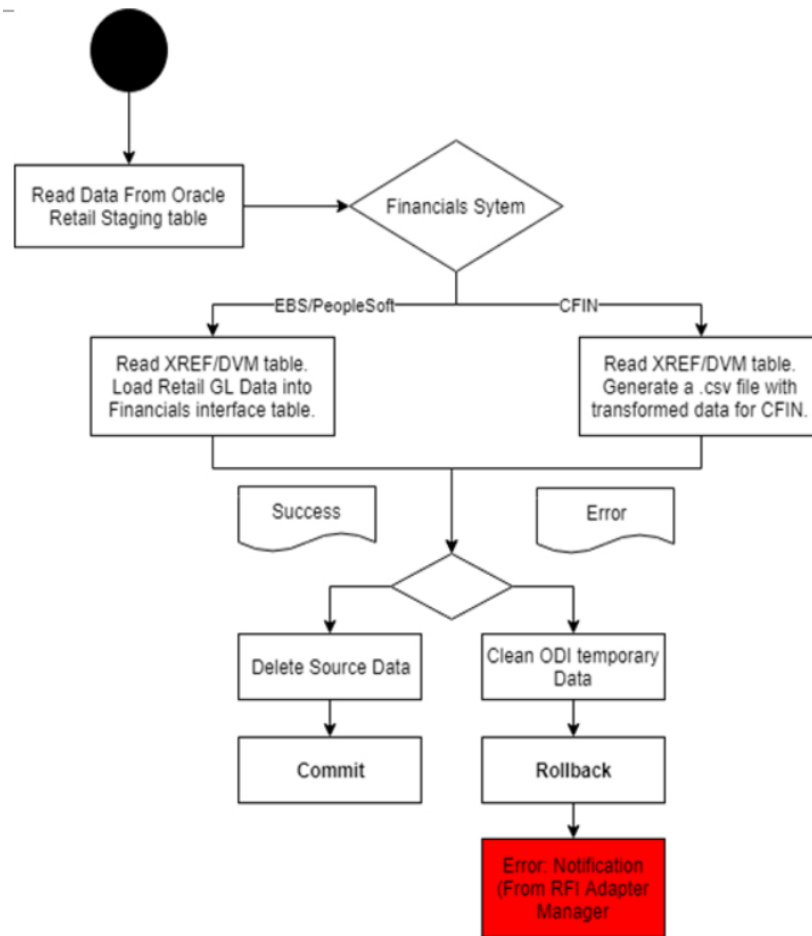 Read Data From Oracle
Retail Staging table
Financials Sytem
EBS/PeopleSoft
CFIN
Read XREF/DVM table.
Load Retail GL Data into
Financials interface table.
Read XREF/DVM table.
Generate a .csv file with
transformed data for CFIN.
Success
Error
Delete Source Data
Clean ODI temporary
Data
Commit
Rollback
Error: Notification
(From RFI Adapter
Manager